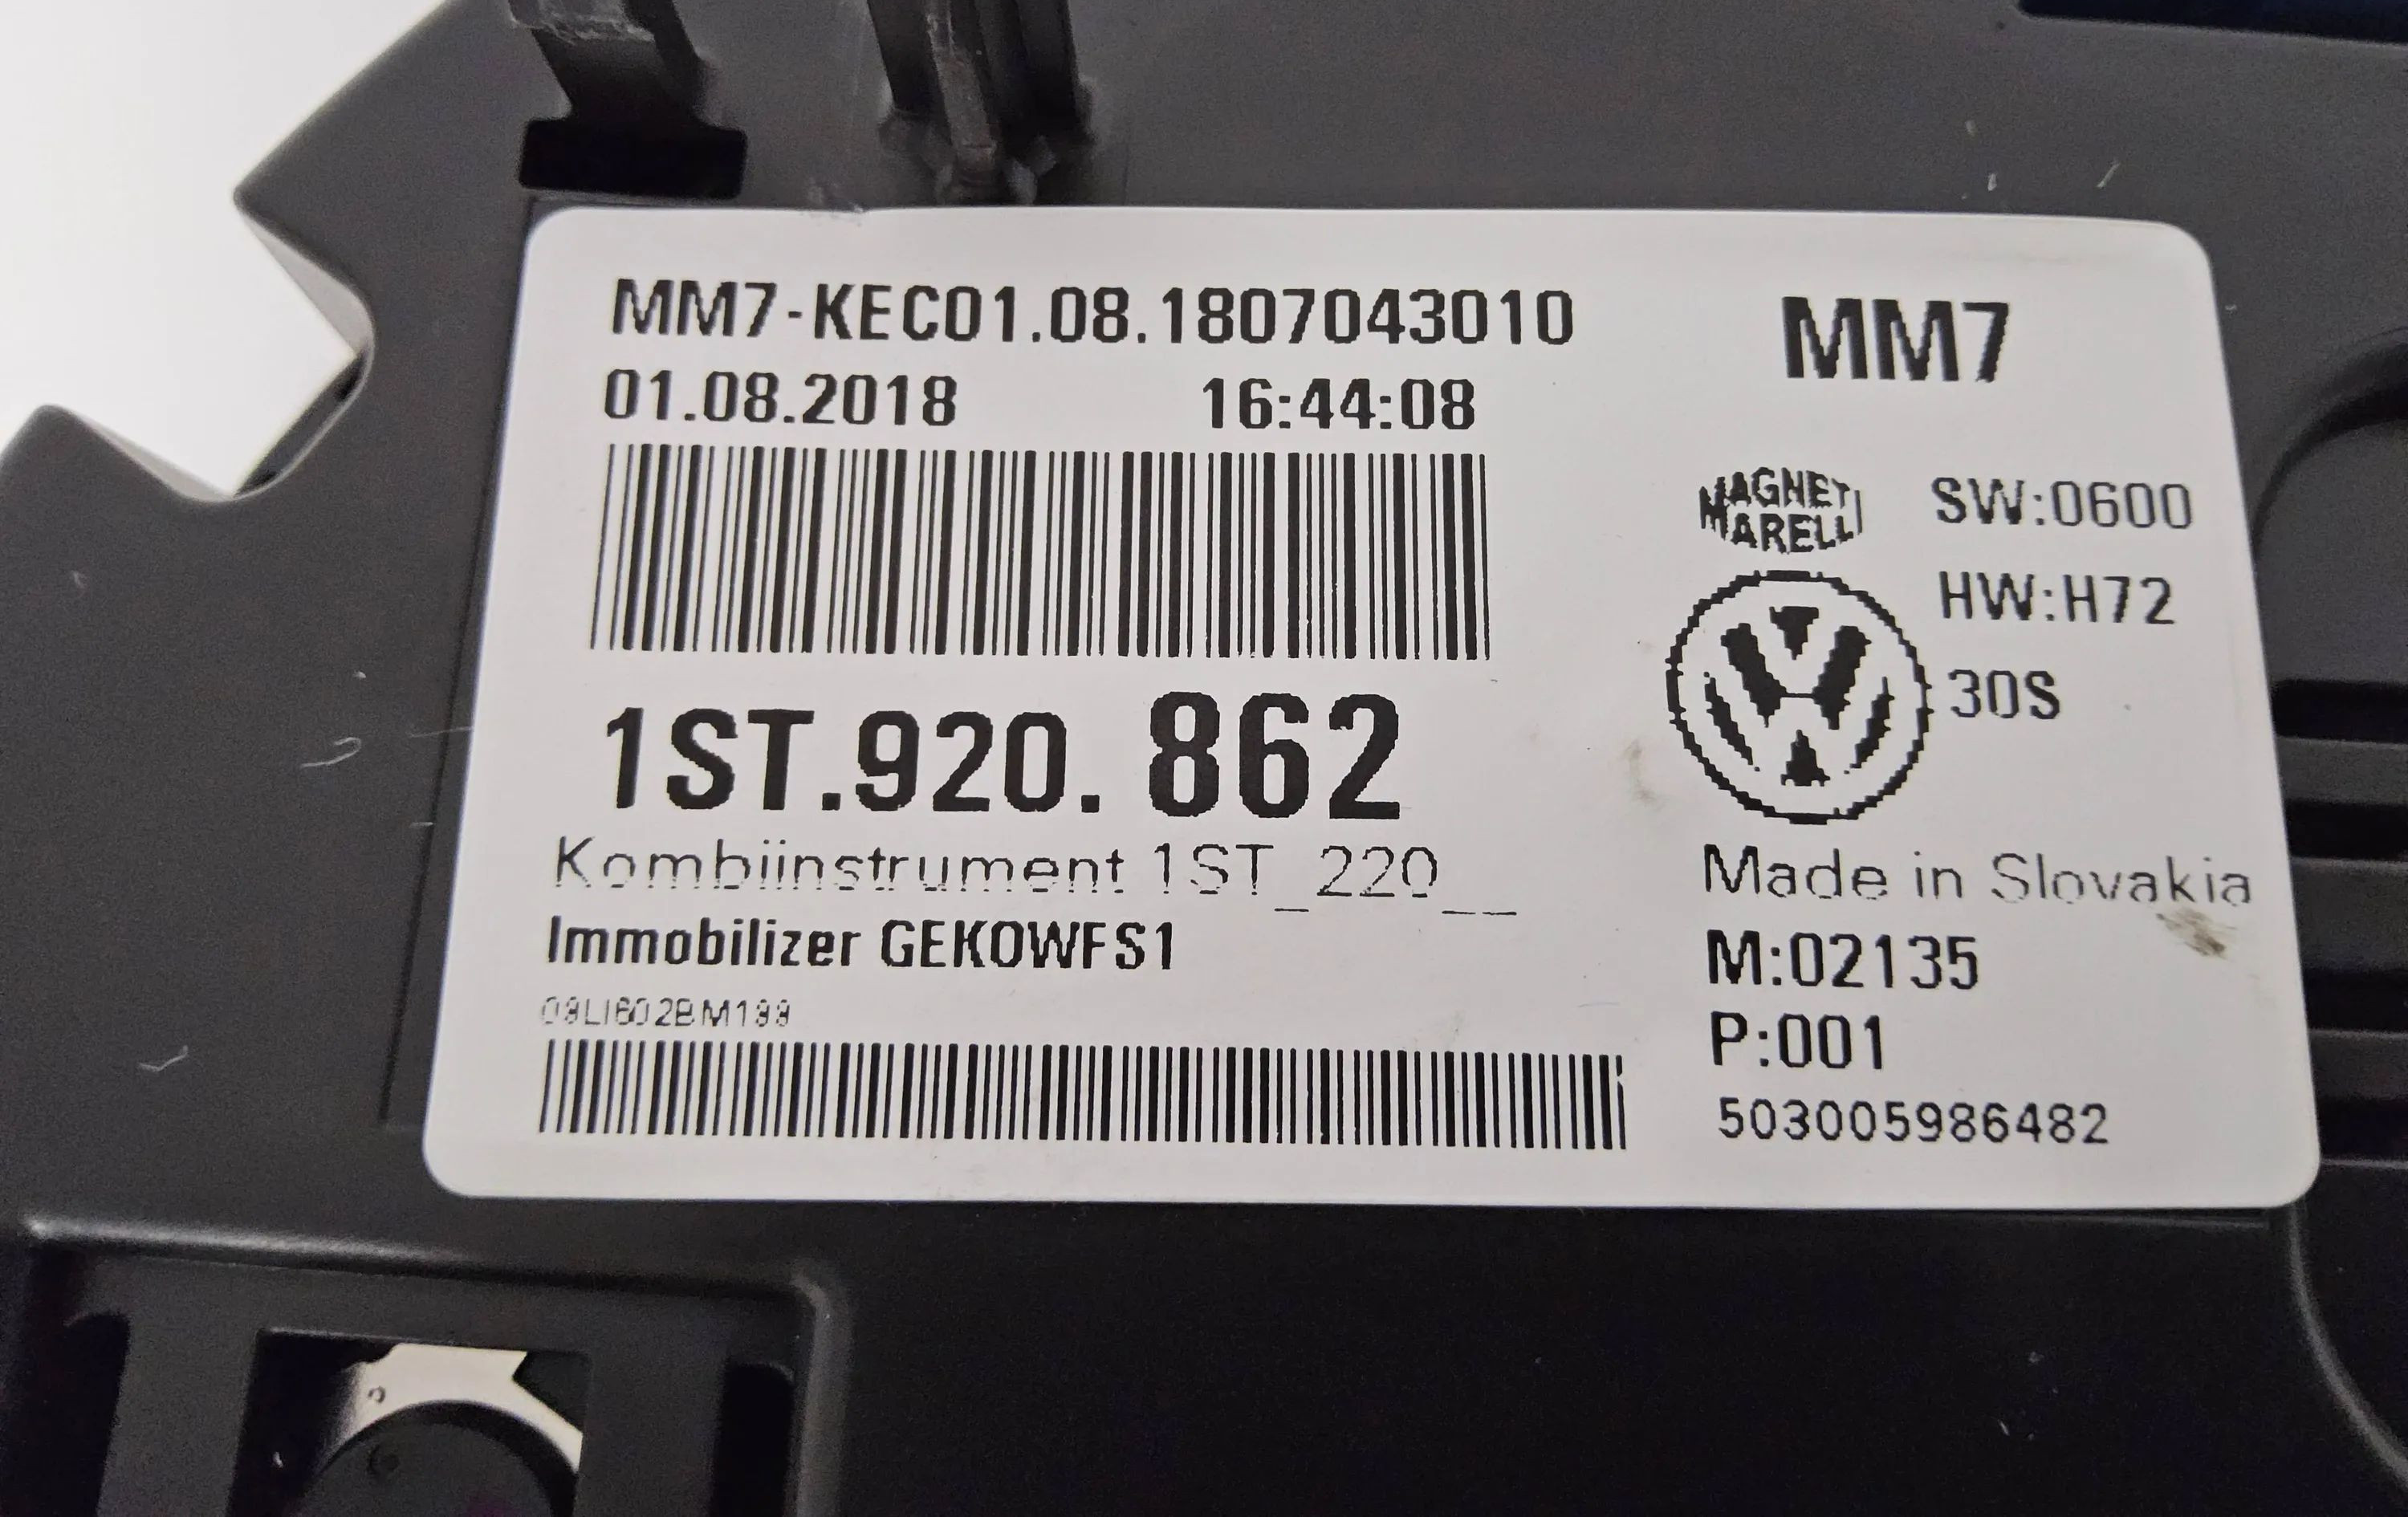 MM7-KEC01.08.1807043010
01.08.2018 16:44:08
1ST.920. 862
Kombiinstrument 1ST_220__
Immobilizer GEKOWFS1
MM7
MAGNETI
MARELLI
SW:0600
HW:H72
30S
Made in Slovakia
M:02135
P:001
503005986482